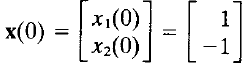 x(0) = [x₁(0) x₂(0)] = [1 -1]